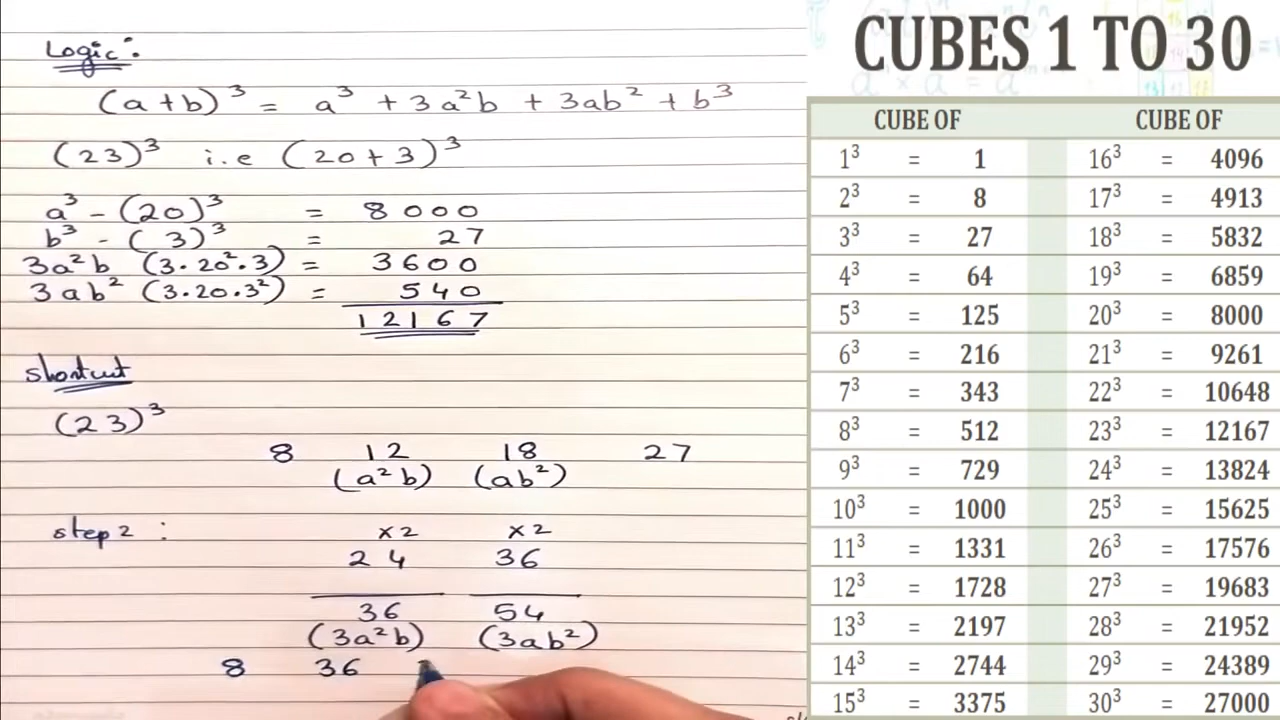 Logic:
(a+b)³ = a³ + 3a²b + 3ab² + b³
(23)³ i.e (20+3)³
a³ - (20)³ = 8000
b³ - (3)³ = 27
3a²b (3·20²·3) = 3600
3ab² (3·20·3²) = 540
12167
shortcut
(23)³
8 12 18 27
(a²b) (ab²)
step 2 : ×2 ×2
24 36
36 54
(3a²b) (3ab²)
8 36
CUBES 1 TO 30
CUBE OF CUBE OF
1³ = 1 16³ = 4096
2³ = 8 17³ = 4913
3³ = 27 18³ = 5832
4³ = 64 19³ = 6859
5³ = 125 20³ = 8000
6³ = 216 21³ = 9261
7³ = 343 22³ = 10648
8³ = 512 23³ = 12167
9³ = 729 24³ = 13824
10³ = 1000 25³ = 15625
11³ = 1331 26³ = 17576
12³ = 1728 27³ = 19683
13³ = 2197 28³ = 21952
14³ = 2744 29³ = 24389
15³ = 3375 30³ = 27000